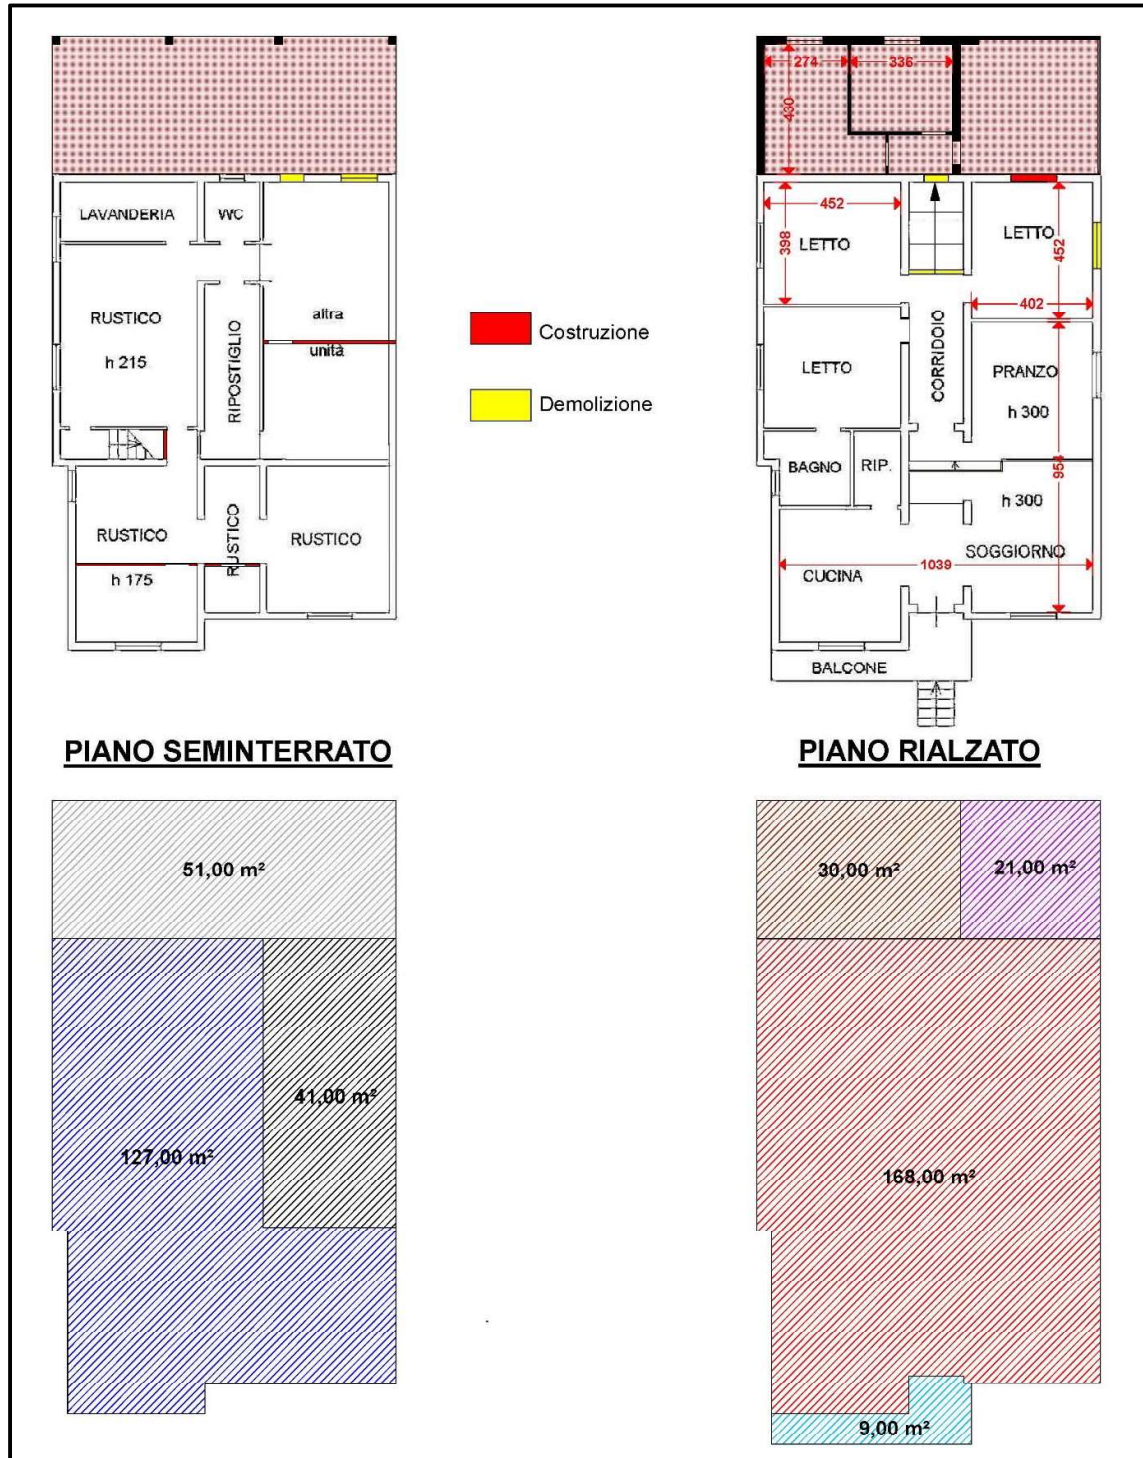 274
336
430
LAVANDERIA
WC
RUSTICO
h 215
RIPOSTIGLIO
altra
unità
RUSTICO
RUSTICO
RUSTICO
h 175
Costruzione
Demolizione
452
398
LETTO
LETTO
452
402
LETTO
CORRIDOIO
PRANZO
h 300
954
BAGNO
RIP.
h 300
SOGGIORNO
1039
CUCINA
BALCONE
PIANO SEMINTERRATO
PIANO RIALZATO
51,00 m²
30,00 m²
21,00 m²
41,00 m²
127,00 m²
168,00 m²
9,00 m²